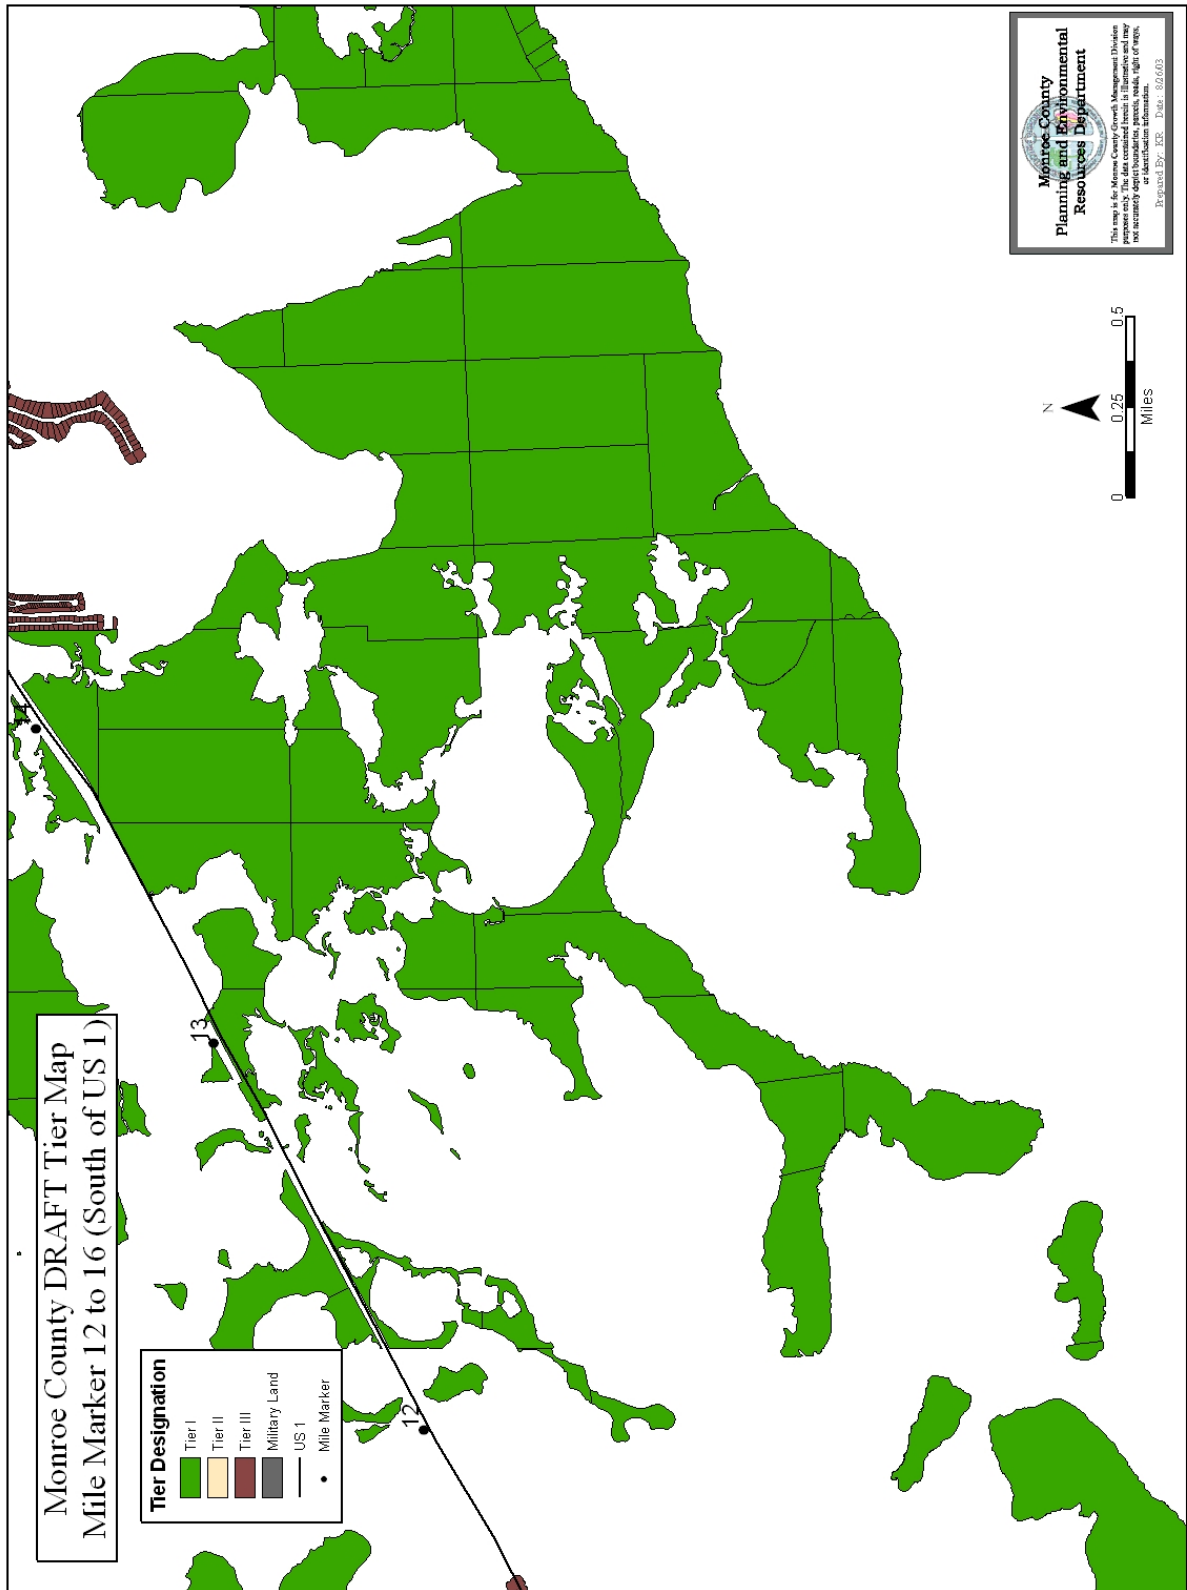 Monroe County DRAFT Tier Map
Mile Marker 12 to 16 (South of US 1)
Tier Designation
Tier I
Tier II
Tier III
Military Land
US 1
Mile Marker
12
13
14
N
0
0.25
0.5
Miles
Monroe County
Planning and Environmental
Resources Department
This map is for Monroe County Growth Management Division
purposes only. The data contained herein is illustrative and may
not accurately depict boundaries, parcels, roads, right of ways,
or identification information.
Prepared By: KR Date: 8/26/03